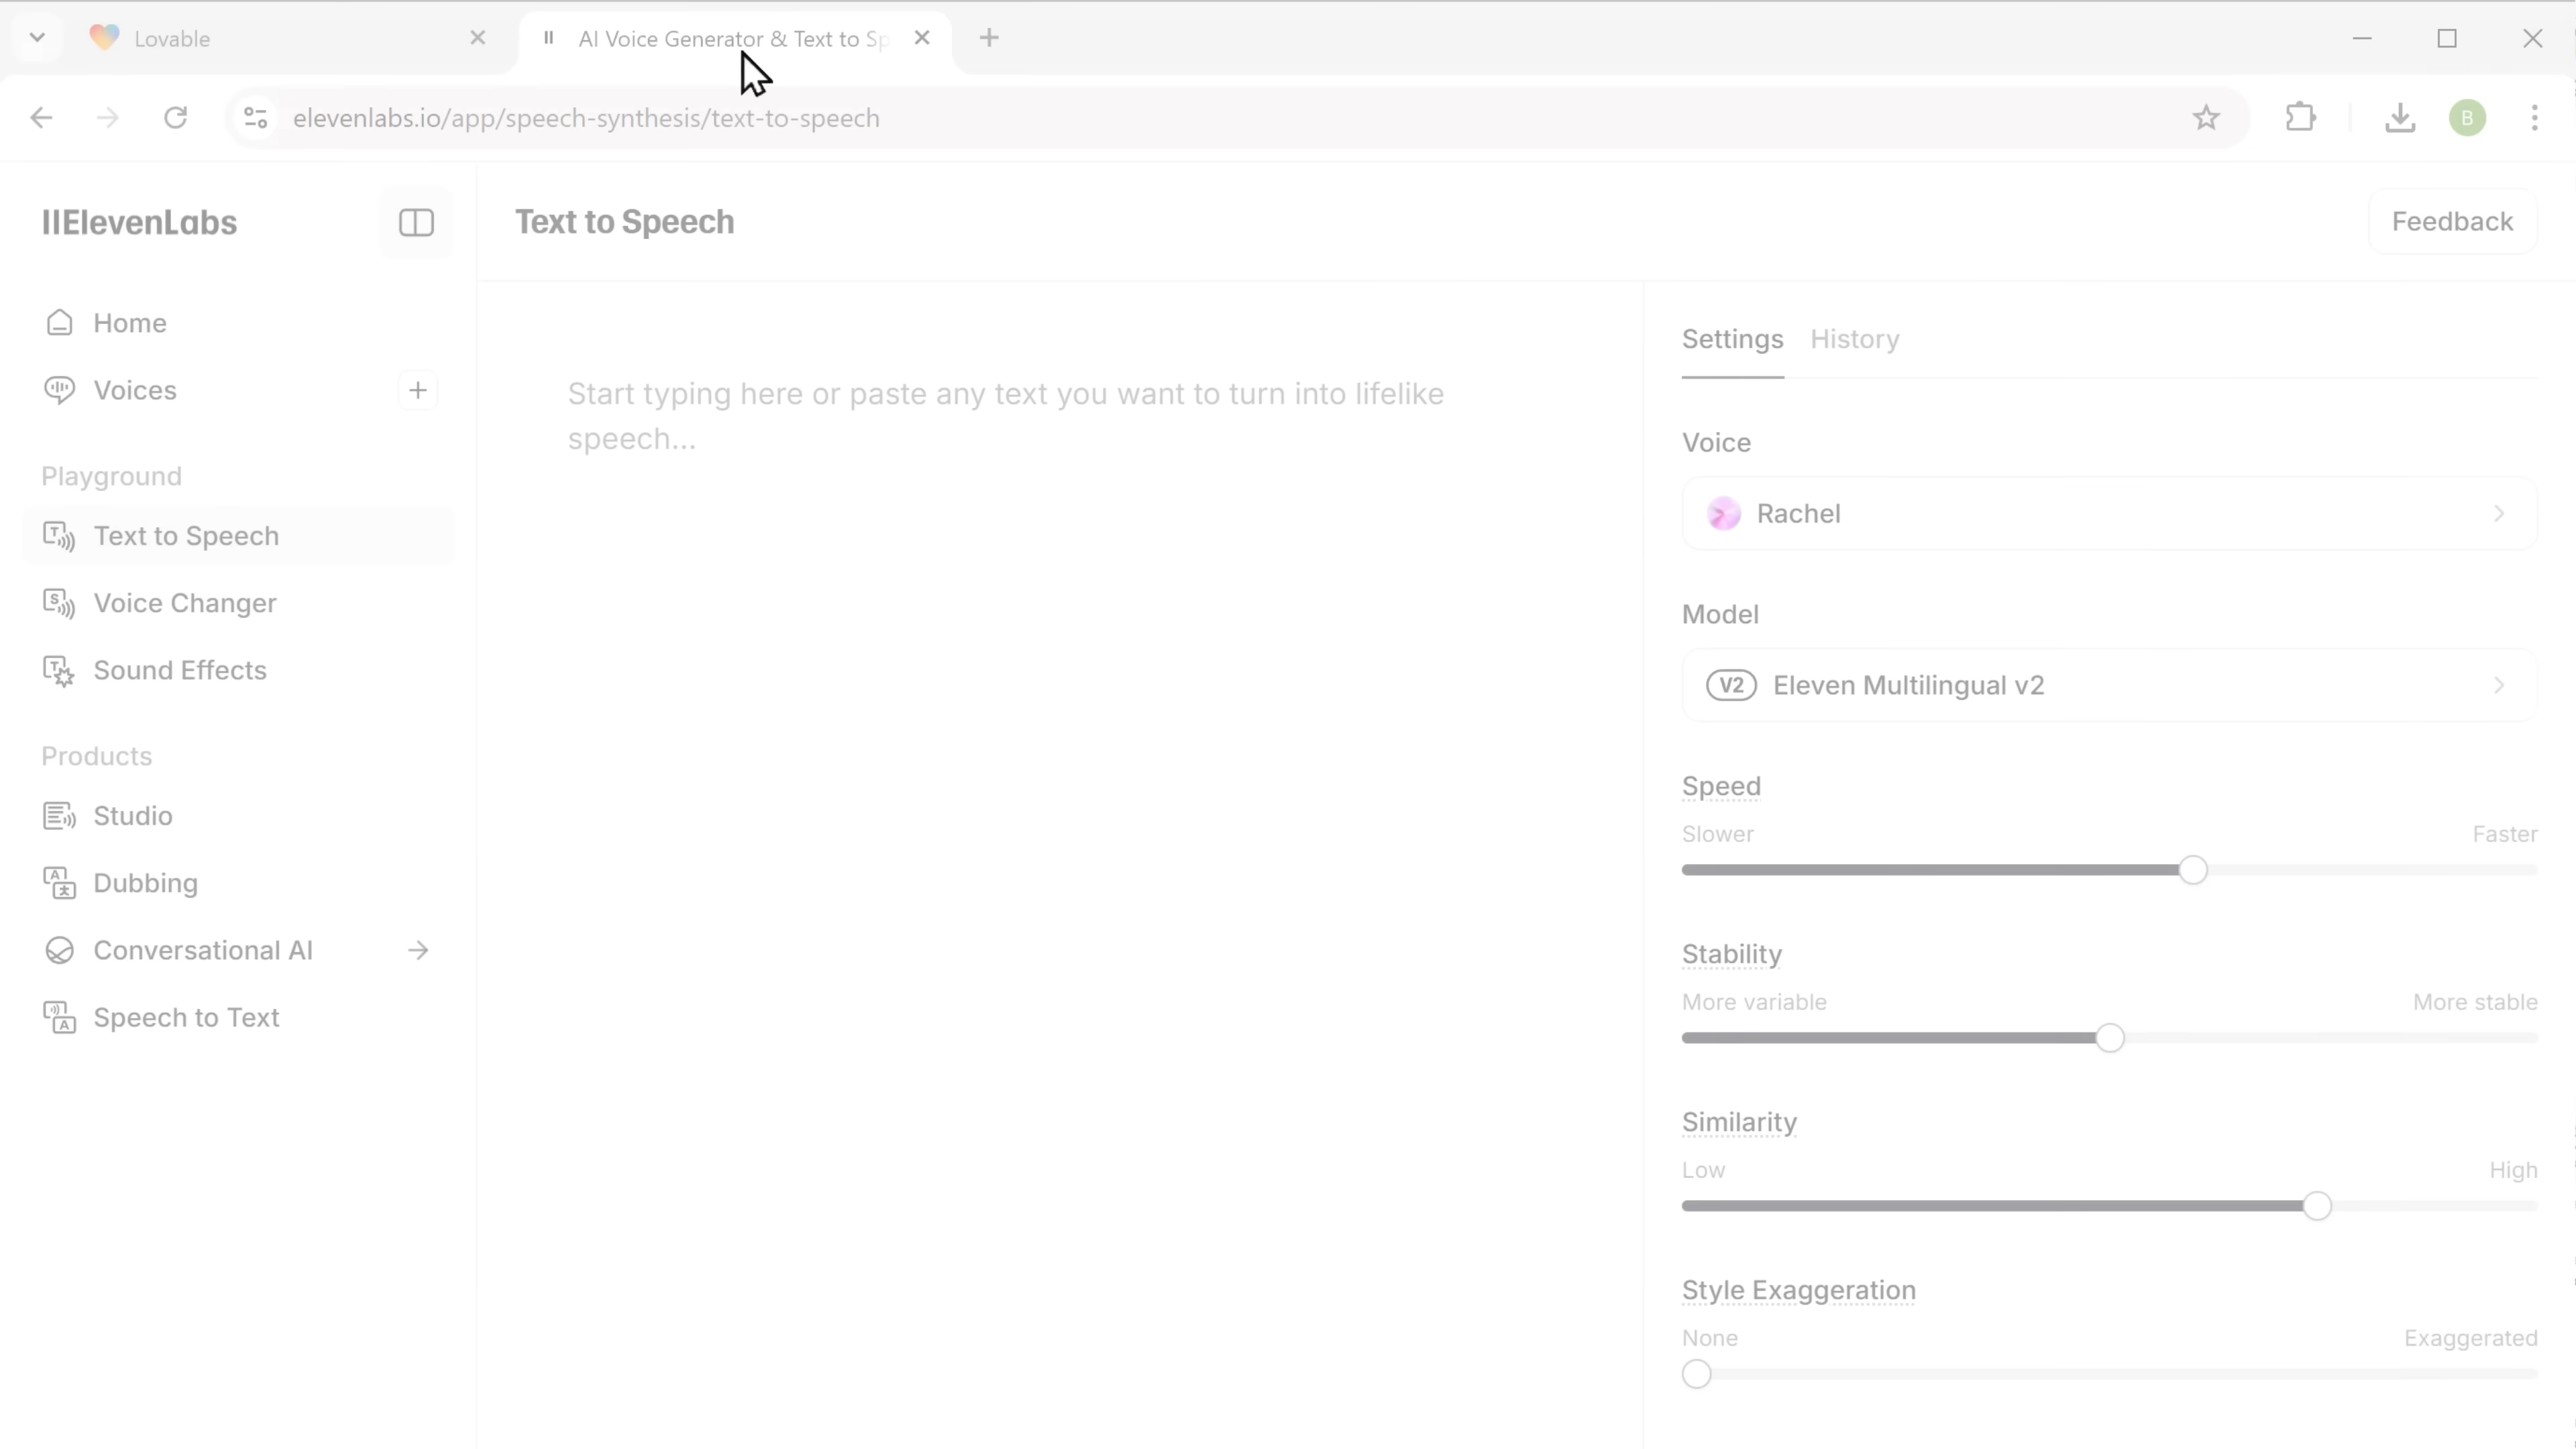 Lovable
AI Voice Generator & Text to Sp
elevenlabs.io/app/speech-synthesis/text-to-speech
B
IIElevenLabs
Text to Speech
Feedback
Home
Voices
Playground
Text to Speech
Voice Changer
Sound Effects
Products
Studio
Dubbing
Conversational AI
Speech to Text
Start typing here or paste any text you want to turn into lifelike
speech...
Settings History
Voice
Rachel
Model
V2 Eleven Multilingual v2
Speed
Slower Faster
Stability
More variable More stable
Similarity
Low High
Style Exaggeration
None Exaggerated